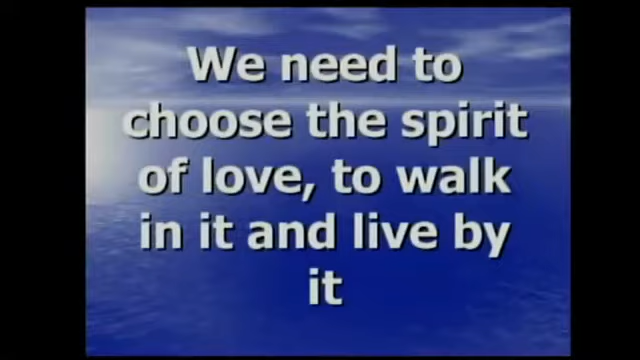 We need to
choose the spirit
of love, to walk
in it and live by
it